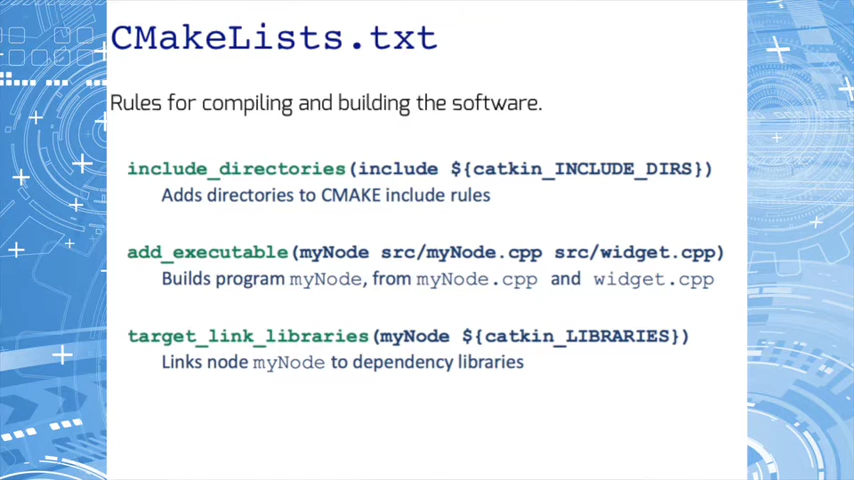 CMakeLists.txt
Rules for compiling and building the software.
include_directories(include ${catkin_INCLUDE_DIRS})
Adds directories to CMAKE include rules
add_executable(myNode src/myNode.cpp src/widget.cpp)
Builds program myNode, from myNode.cpp and widget.cpp
target_link_libraries(myNode ${catkin_LIBRARIES})
Links node myNode to dependency libraries